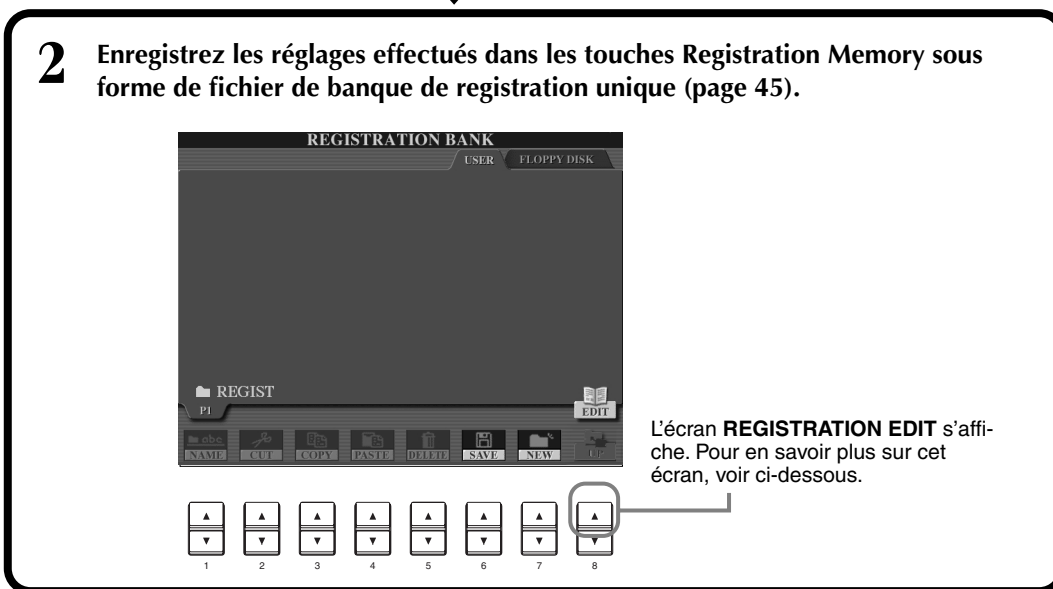 2 Enregistrez les réglages effectués dans les touches Registration Memory sous
forme de fichier de banque de registration unique (page 45).
REGISTRATION BANK
USER FLOPPY DISK
REGIST
P1
EDIT
abc
NAME CUT COPY PASTE DELETE SAVE NEW UP
L'écran REGISTRATION EDIT s'affi-
che. Pour en savoir plus sur cet
écran, voir ci-dessous.
1 2 3 4 5 6 7 8